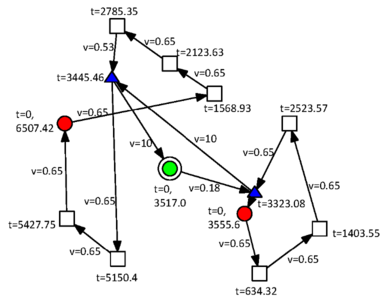 t=2785.35
v=0.53
v=0.65
t=2123.63
t=3445.46
v=0.65
t=1568.93
t=0,
6507.42
v=0.65
t=2523.57
v=10
v=10
v=0.65
t=0,
3517.0
v=0.18
t=3323.08
v=0.65
v=0.65
v=0.65
t=0,
3555.6
t=5427.75
v=0.65
t=1403.55
v=0.65
v=0.65
t=5150.4
t=634.32